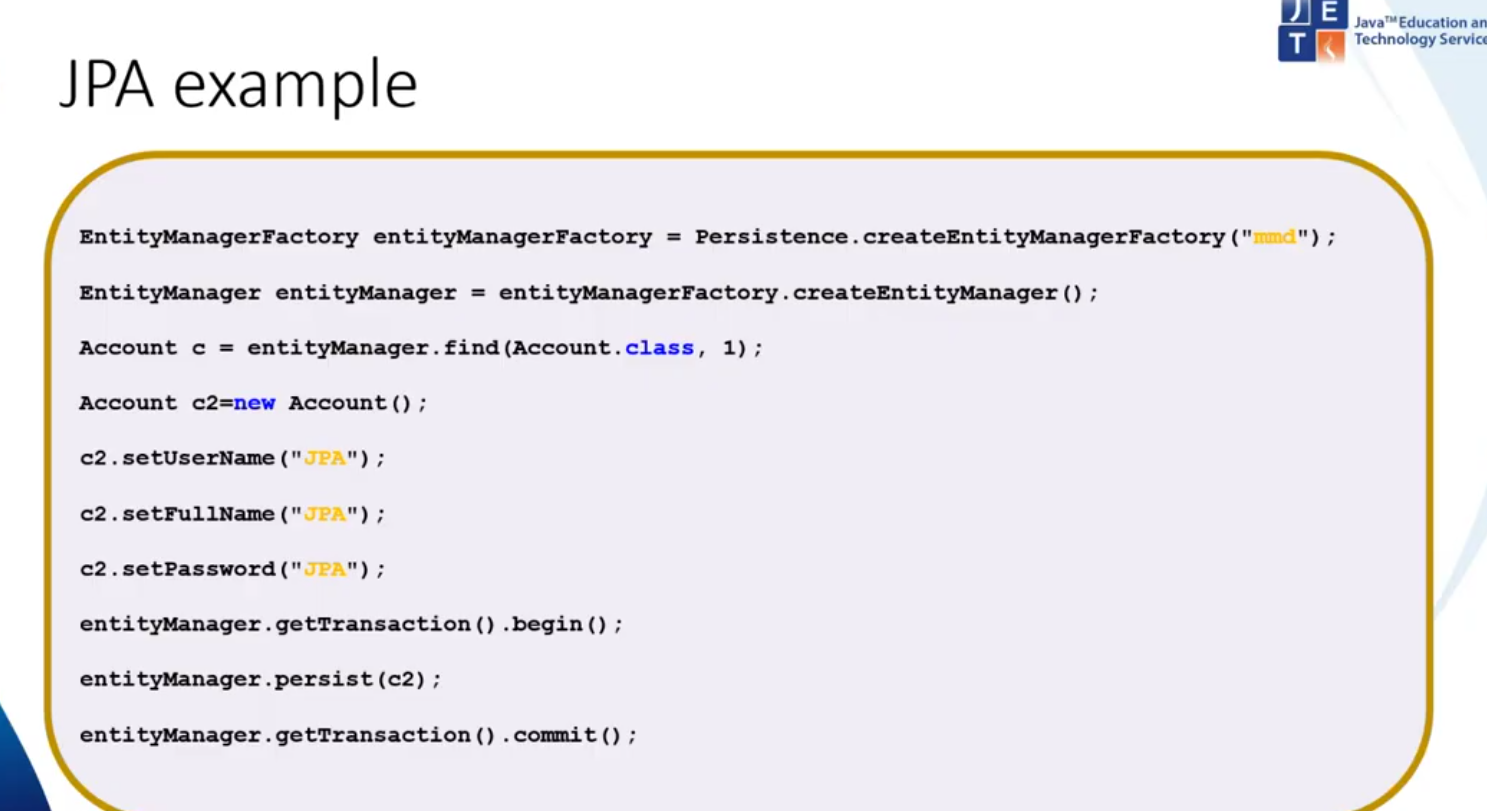 J E
T
Java™ Education an
Technology Service
JPA example
EntityManagerFactory entityManagerFactory = Persistence.createEntityManagerFactory("mmd");
EntityManager entityManager = entityManagerFactory.createEntityManager();
Account c = entityManager.find(Account.class, 1);
Account c2=new Account();
c2.setUserName("JPA");
c2.setFullName("JPA");
c2.setPassword("JPA");
entityManager.getTransaction().begin();
entityManager.persist(c2);
entityManager.getTransaction().commit();